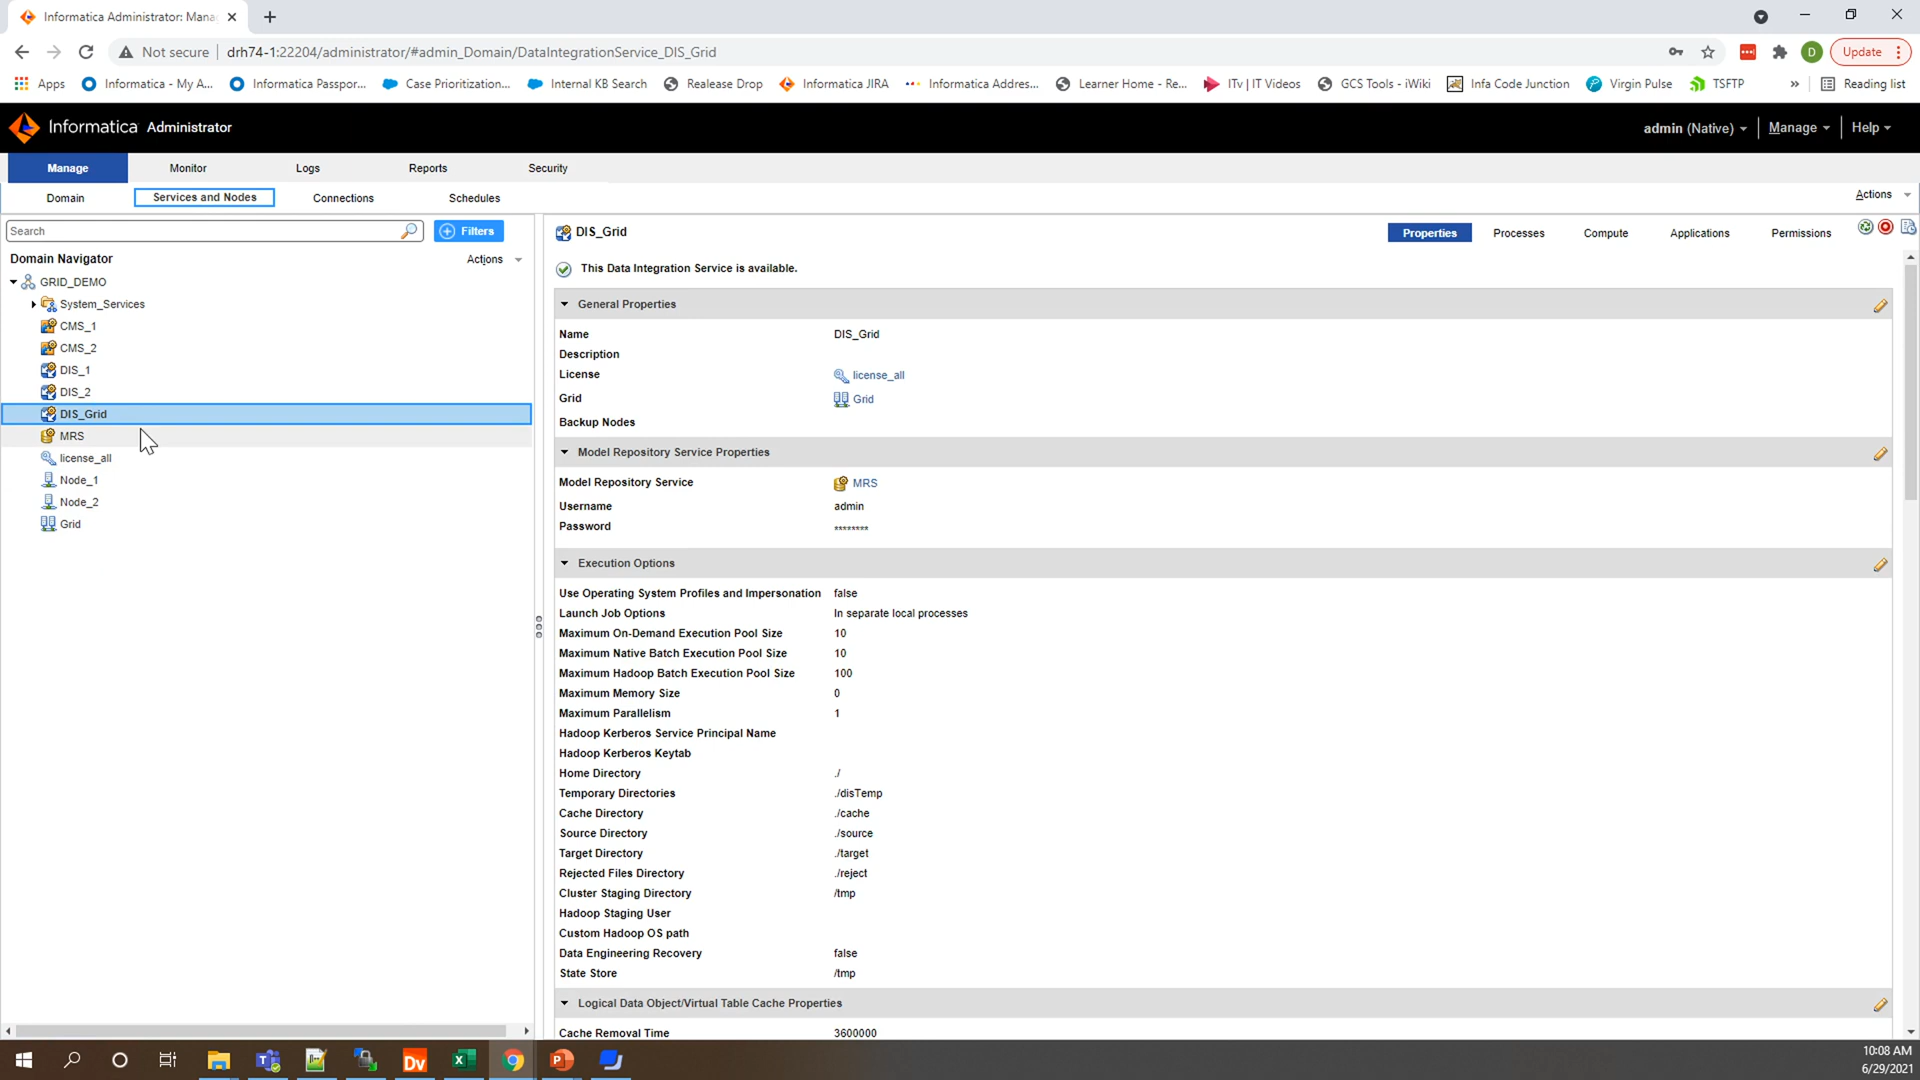 Informatica Administrator: Mana
Not secure
drh74-1:22204/administrator/#admin_Domain/DataIntegrationService_DIS_Grid
D
Update
Apps
Informatica - My A...
Informatica Passpor...
Case Prioritization...
Internal KB Search
Realease Drop
Informatica JIRA
Informatica Addres...
Learner Home - Re...
ITv | IT Videos
GCS Tools - iWiki
Infa Code Junction
Virgin Pulse
TSFTP
»
Reading list
Informatica Administrator
admin (Native)
Manage
Help
Manage
Monitor
Logs
Reports
Security
Domain
Services and Nodes
Connections
Schedules
Actions
Search
Filters
Domain Navigator
Actions
GRID_DEMO
System_Services
CMS_1
CMS_2
DIS_1
DIS_2
DIS_Grid
MRS
license_all
Node_1
Node_2
Grid
DIS_Grid
Properties
Processes
Compute
Applications
Permissions
This Data Integration Service is available.
General Properties
Name DIS_Grid
Description
License license_all
Grid Grid
Backup Nodes
Model Repository Service Properties
Model Repository Service MRS
Username admin
Password ********
Execution Options
Use Operating System Profiles and Impersonation false
Launch Job Options In separate local processes
Maximum On-Demand Execution Pool Size 10
Maximum Native Batch Execution Pool Size 10
Maximum Hadoop Batch Execution Pool Size 100
Maximum Memory Size 0
Maximum Parallelism 1
Hadoop Kerberos Service Principal Name
Hadoop Kerberos Keytab
Home Directory ./
Temporary Directories ./disTemp
Cache Directory ./cache
Source Directory ./source
Target Directory ./target
Rejected Files Directory ./reject
Cluster Staging Directory /tmp
Hadoop Staging User
Custom Hadoop OS path
Data Engineering Recovery false
State Store /tmp
Logical Data Object/Virtual Table Cache Properties
Cache Removal Time 3600000
Dv
10:08 AM
6/29/2021